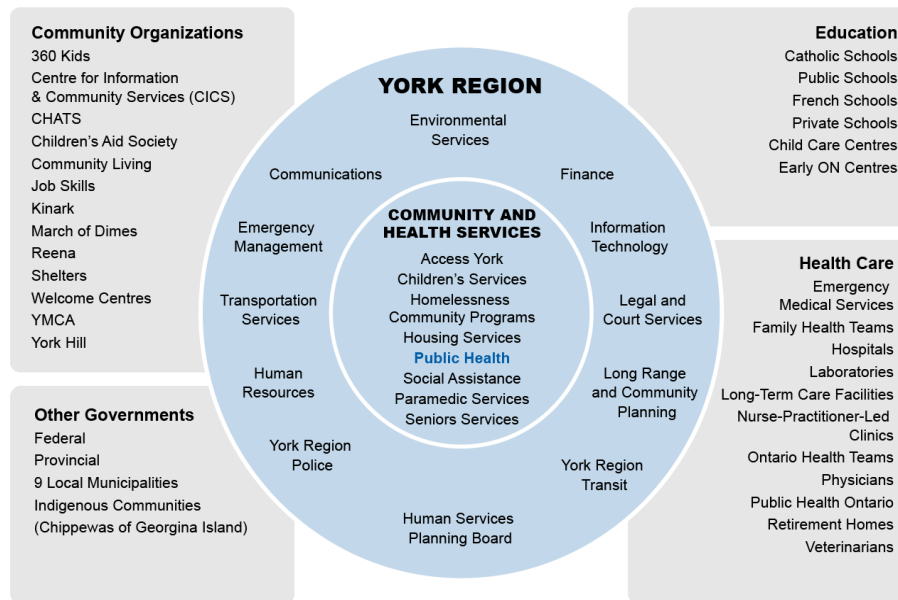 Community Organizations
360 Kids
Centre for Information
& Community Services (CICS)
CHATS
Children's Aid Society
Community Living
Job Skills
Kinark
March of Dimes
Reena
Shelters
Welcome Centres
YMCA
York Hill
Other Governments
Federal
Provincial
9 Local Municipalities
Indigenous Communities
(Chippewas of Georgina Island)
YORK REGION
Environmental
Services
Communications
Finance
Emergency
Management
Information
Technology
Transportation
Services
Legal and
Court Services
Human
Resources
Long Range
and Community
Planning
York Region
Police
York Region
Transit
Human Services
Planning Board
COMMUNITY AND
HEALTH SERVICES
Access York
Children's Services
Homelessness
Community Programs
Housing Services
Public Health
Social Assistance
Paramedic Services
Seniors Services
Education
Catholic Schools
Public Schools
French Schools
Private Schools
Child Care Centres
Early ON Centres
Health Care
Emergency
Medical Services
Family Health Teams
Hospitals
Laboratories
Long-Term Care Facilities
Nurse-Practitioner-Led
Clinics
Ontario Health Teams
Physicians
Public Health Ontario
Retirement Homes
Veterinarians